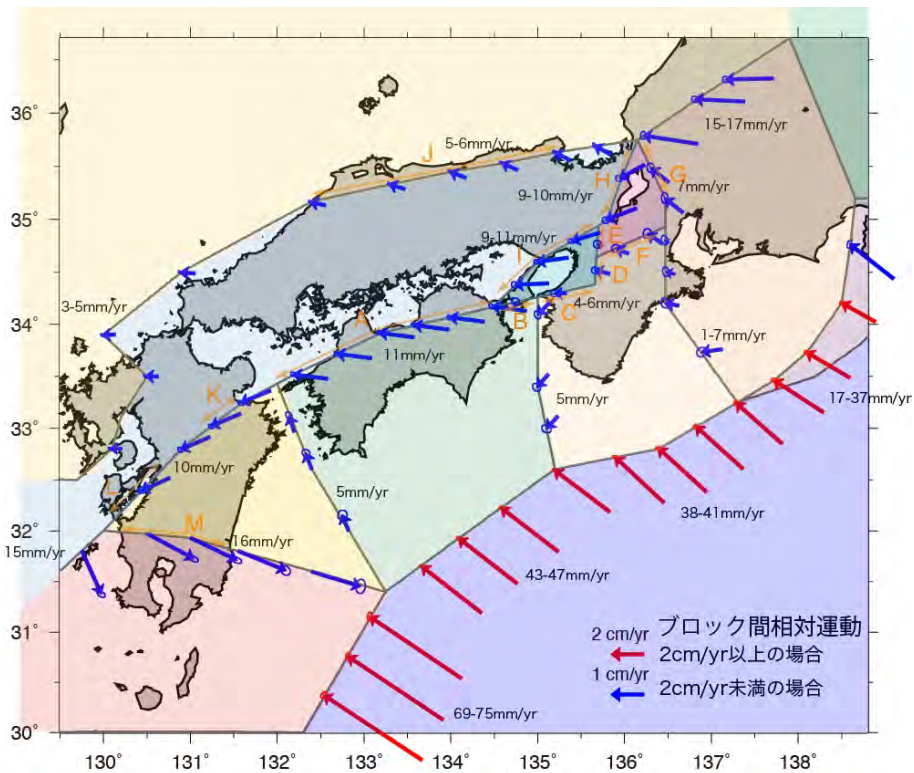 36°
35°
34°
33°
32°
31°
30°
130°
131°
132°
133°
134°
135°
136°
137°
138°
15-17mm/yr
5-6mm/yr
J
H
G
7mm/yr
9-10mm/yr
9-11mm/yr
E
I
F
D
3-5mm/yr
4-6mm/yr
C
B
A
11mm/yr
1-7mm/yr
K
5mm/yr
17-37mm/yr
10mm/yr
L
5mm/yr
38-41mm/yr
M
16mm/yr
15mm/yr
43-47mm/yr
69-75mm/yr
ブロック間相対運動
2 cm/yr
2cm/yr以上の場合
1 cm/yr
2cm/yr未満の場合